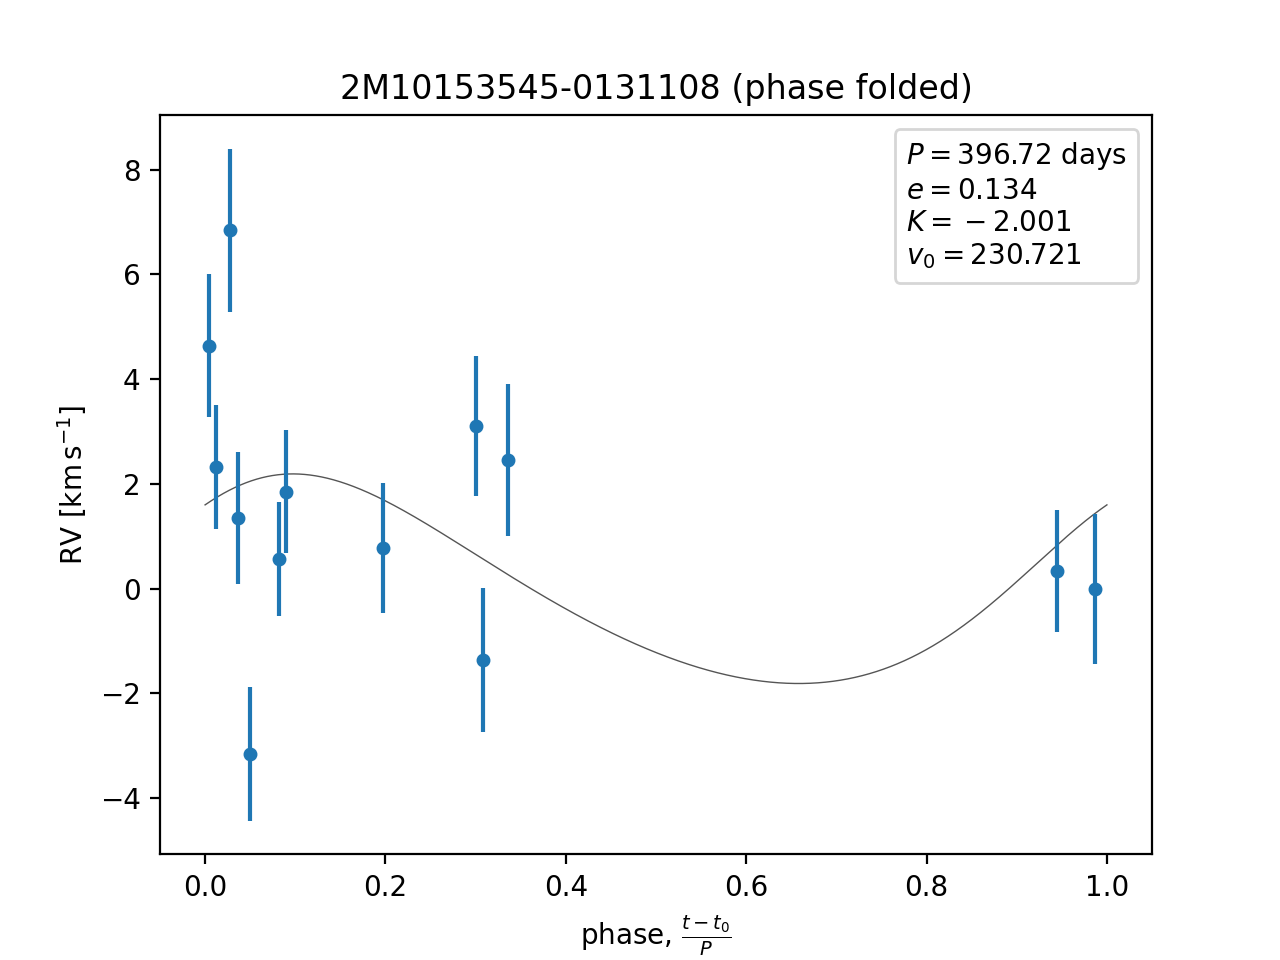 2M10153545-0131108 (phase folded)
P = 396.72 days
e = 0.134
K = −2.001
v₀ = 230.721
RV [km s⁻¹]
8
6
4
2
0
−2
−4
0.0 0.2 0.4 0.6 0.8 1.0
phase, (t − t₀)/P